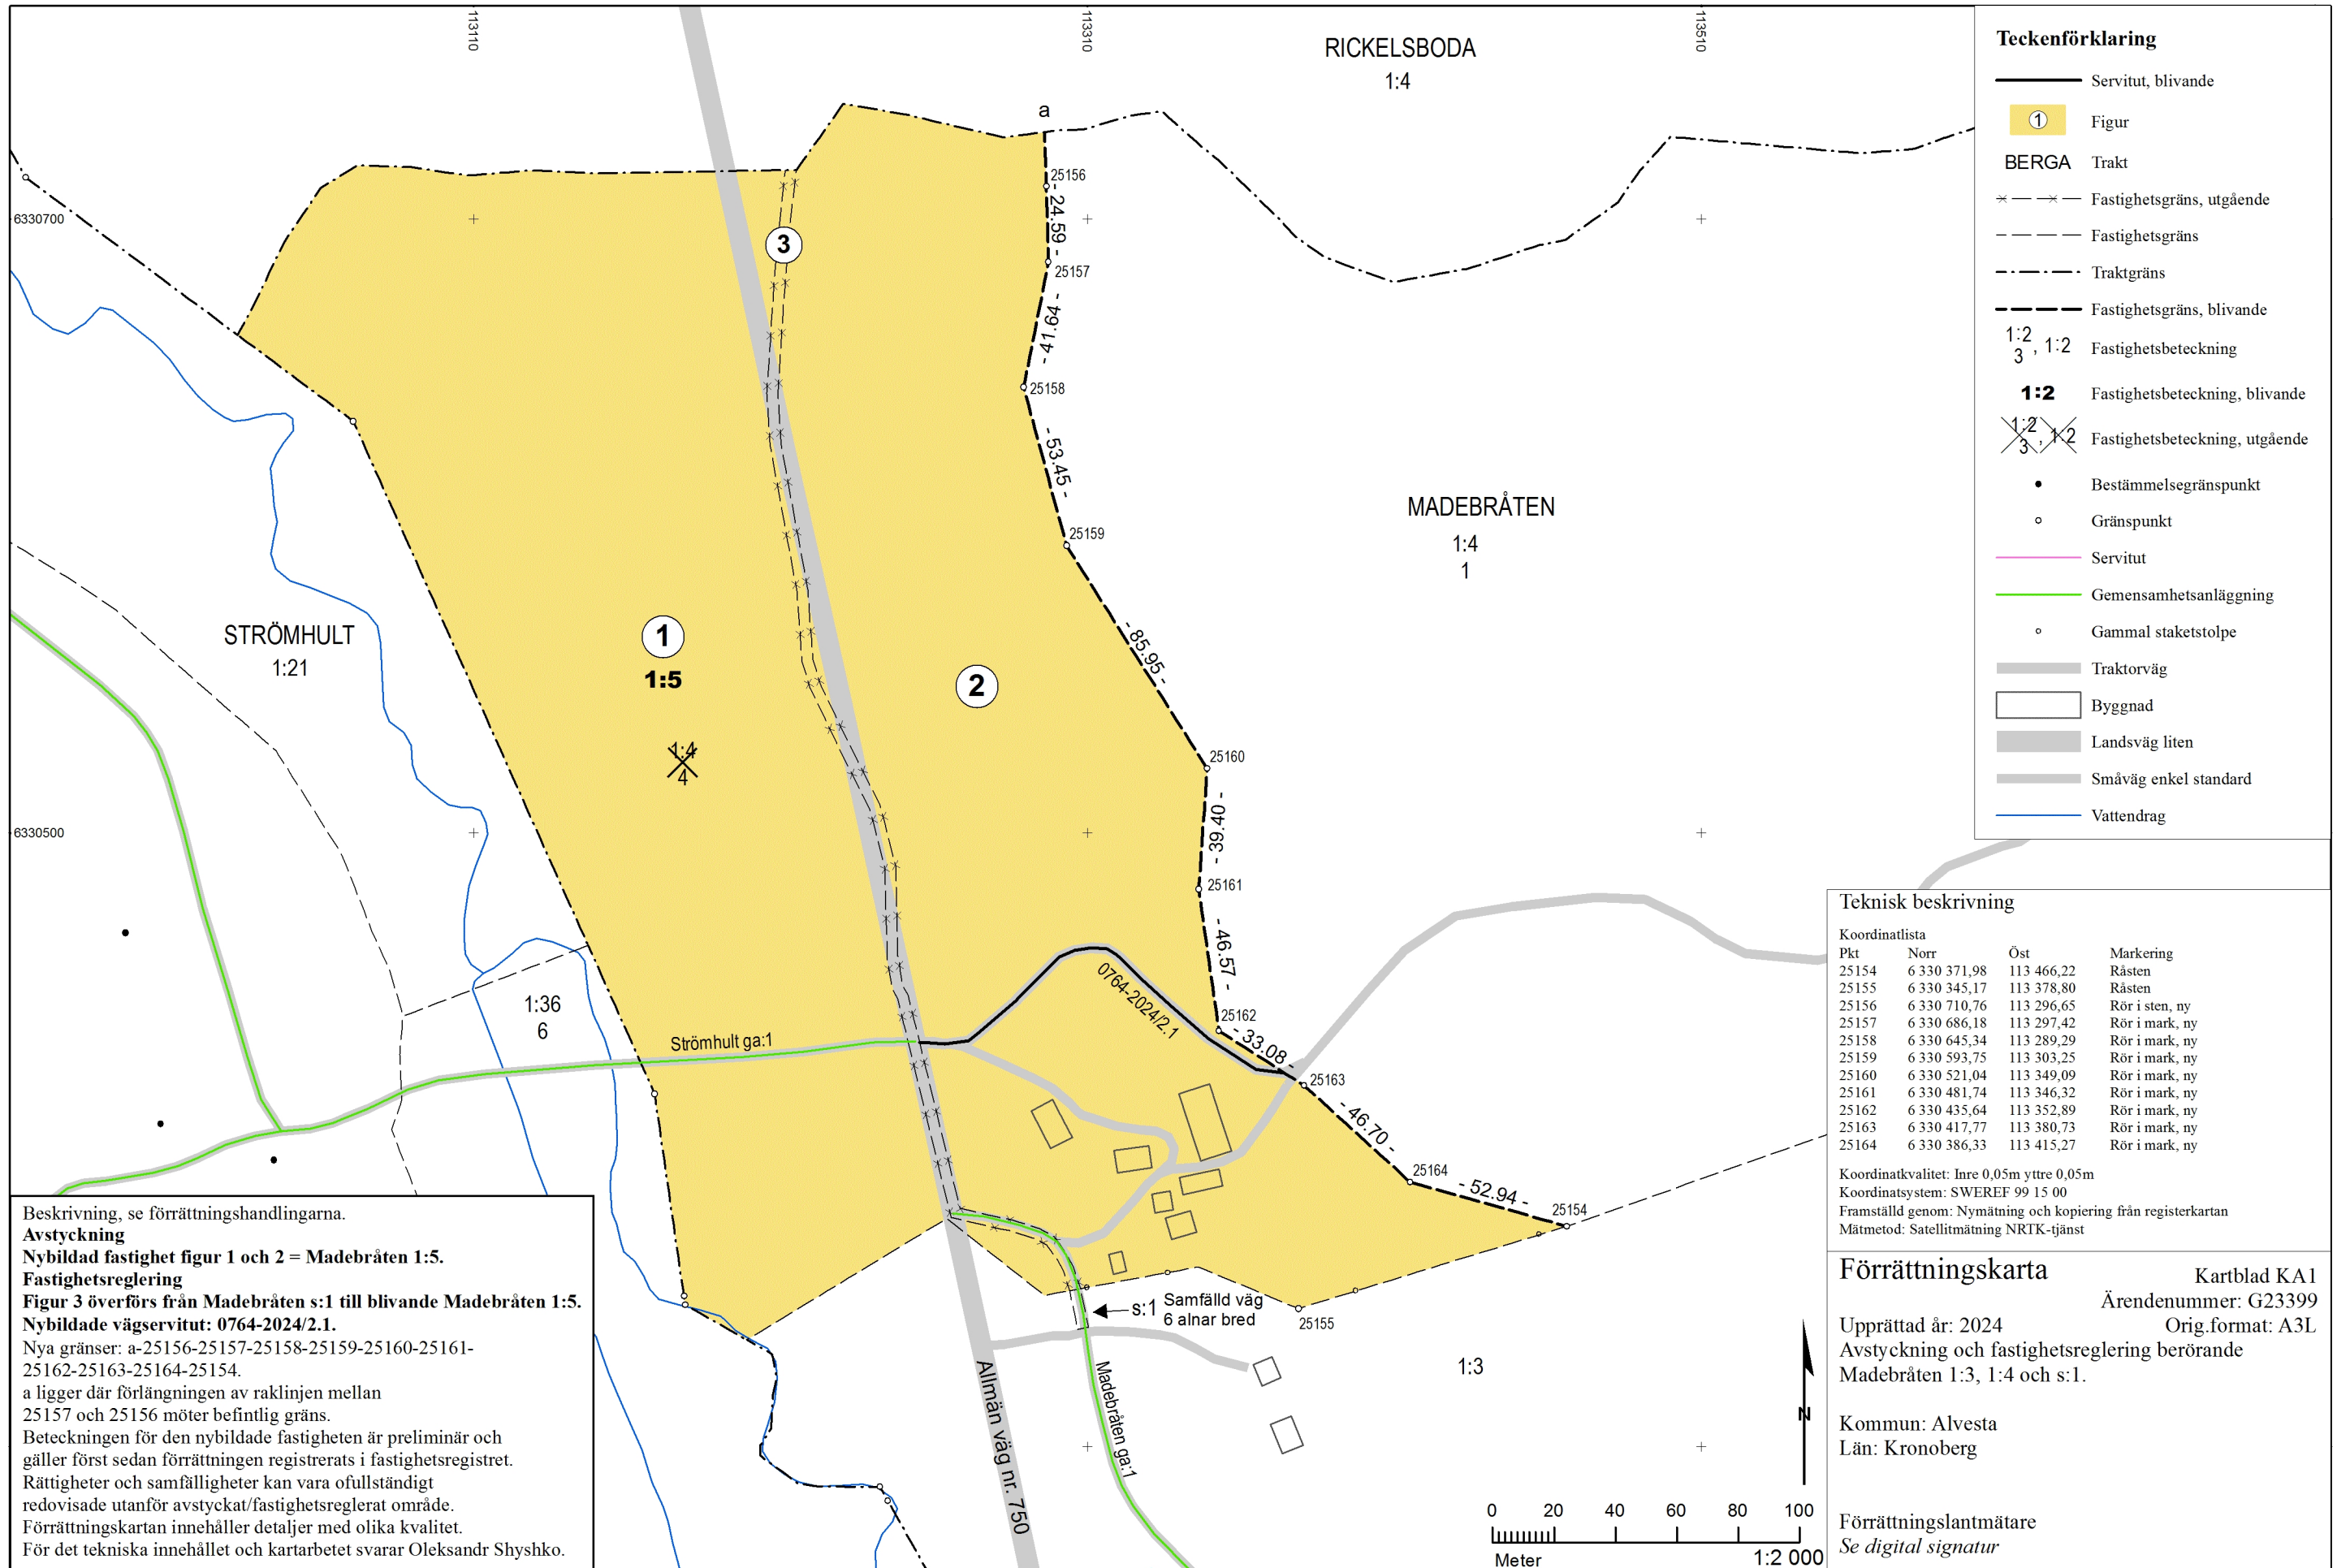 113110
113310
113510
RICKELSBODA
1:4
a
25156
- 24.59 -
6330700
3
25157
- 41.64 -
25158
- 53.45 -
25159
MADEBRÅTEN
1:4
1
STRÖMHULT
1:21
1
1:5
- 85.95 -
2
1:4
4
25160
- 39.40 -
6330500
25161
- 46.57 -
0764-2024/2.1
1:36
6
25162
Strömhult ga:1
- 33.08 -
25163
- 46.70 -
25164
- 52.94 -
25154
s:1
Samfälld väg
6 alnar bred
25155
1:3
Allmän väg nr. 750
Madebråten ga:1
Teckenförklaring
Servitut, blivande
1 Figur
BERGA Trakt
Fastighetsgräns, utgående
Fastighetsgräns
Traktgräns
Fastighetsgräns, blivande
1:2
3 , 1:2 Fastighetsbeteckning
1:2 Fastighetsbeteckning, blivande
1:2
3 , 1:2 Fastighetsbeteckning, utgående
Bestämmelsegränspunkt
Gränspunkt
Servitut
Gemensamhetsanläggning
Gammal staketstolpe
Traktorväg
Byggnad
Landsväg liten
Småväg enkel standard
Vattendrag
Teknisk beskrivning
Koordinatlista
Pkt Norr Öst Markering
25154 6 330 371,98 113 466,22 Råsten
25155 6 330 345,17 113 378,80 Råsten
25156 6 330 710,76 113 296,65 Rör i sten, ny
25157 6 330 686,18 113 297,42 Rör i mark, ny
25158 6 330 645,34 113 289,29 Rör i mark, ny
25159 6 330 593,75 113 303,25 Rör i mark, ny
25160 6 330 521,04 113 349,09 Rör i mark, ny
25161 6 330 481,74 113 346,32 Rör i mark, ny
25162 6 330 435,64 113 352,89 Rör i mark, ny
25163 6 330 417,77 113 380,73 Rör i mark, ny
25164 6 330 386,33 113 415,27 Rör i mark, ny
Koordinatkvalitet: Inre 0,05m yttre 0,05m
Koordinatsystem: SWEREF 99 15 00
Framställd genom: Nymätning och kopiering från registerkartan
Mätmetod: Satellitmätning NRTK-tjänst
Förrättningskarta
Kartblad KA1
Ärendenummer: G23399
Upprättad år: 2024 Orig.format: A3L
Avstyckning och fastighetsreglering berörande
Madebråten 1:3, 1:4 och s:1.
Kommun: Alvesta
Län: Kronoberg
Förrättningslantmätare
Se digital signatur
N
0 20 40 60 80 100
Meter 1:2 000
Beskrivning, se förrättningshandlingarna.
Avstyckning
Nybildad fastighet figur 1 och 2 = Madebråten 1:5.
Fastighetsreglering
Figur 3 överförs från Madebråten s:1 till blivande Madebråten 1:5.
Nybildade vägservitut: 0764-2024/2.1.
Nya gränser: a-25156-25157-25158-25159-25160-25161-
25162-25163-25164-25154.
a ligger där förlängningen av raklinjen mellan
25157 och 25156 möter befintlig gräns.
Beteckningen för den nybildade fastigheten är preliminär och
gäller först sedan förrättningen registrerats i fastighetsregistret.
Rättigheter och samfälligheter kan vara ofullständigt
redovisade utanför avstyckat/fastighetsreglerat område.
Förrättningskartan innehåller detaljer med olika kvalitet.
För det tekniska innehållet och kartarbetet svarar Oleksandr Shyshko.